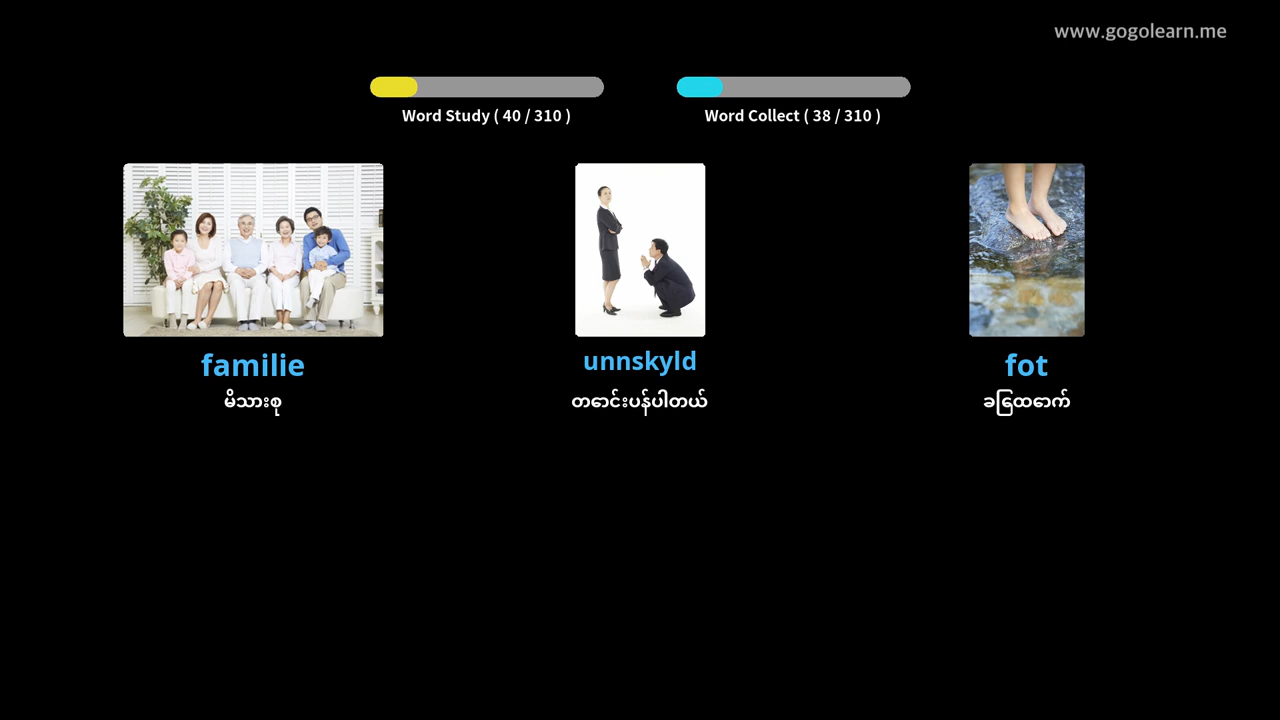 www.gogolearn.me
Word Study ( 40 / 310 )
Word Collect ( 38 / 310 )
familie
unnskyld
fot
မိသားစု
တောင်းပန်ပါတယ်
ခြေထောက်